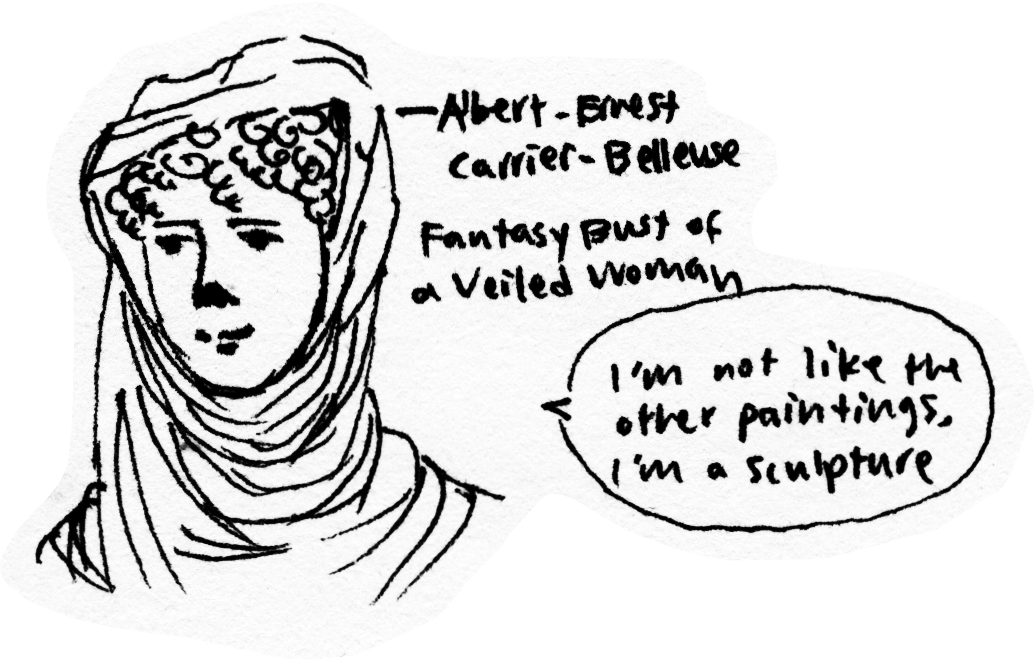 Albert-Ernest
Carrier-Belleuse
Fantasy Bust of
a Veiled Woman
I'm not like the
other paintings,
I'm a sculpture